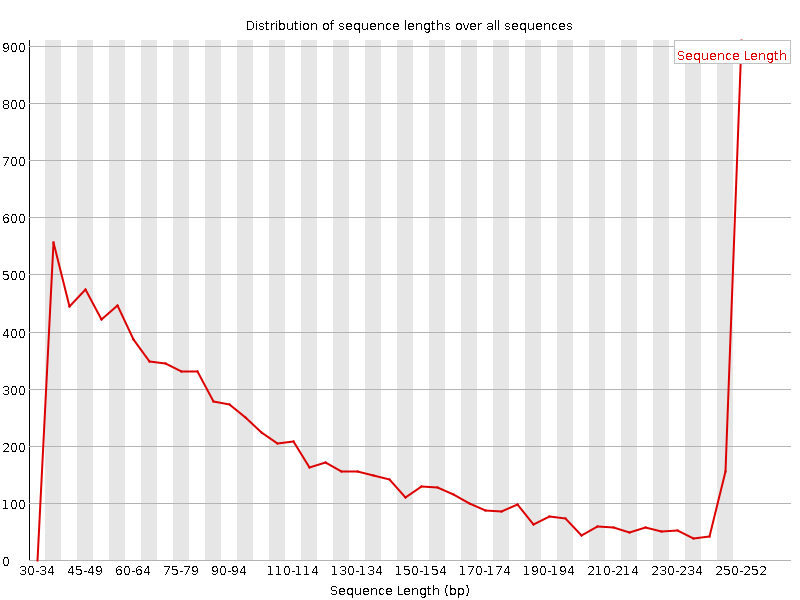 Distribution of sequence lengths over all sequences
Sequence Length
900
800
700
600
500
400
300
200
100
0
30-34 45-49 60-64 75-79 90-94 110-114 130-134 150-154 170-174 190-194 210-214 230-234 250-252
Sequence Length (bp)